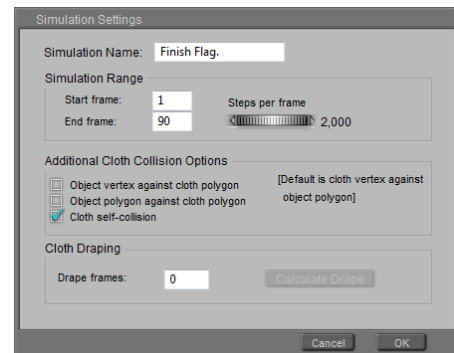 Simulation Settings
Simulation Name: Finish Flag.
Simulation Range
Start frame: 1 Steps per frame
End frame: 90 2,000
Additional Cloth Collision Options
Object vertex against cloth polygon [Default is cloth vertex against
Object polygon against cloth polygon object polygon]
Cloth self-collision
Cloth Draping
Drape frames: 0 Calculate Drape
Cancel OK